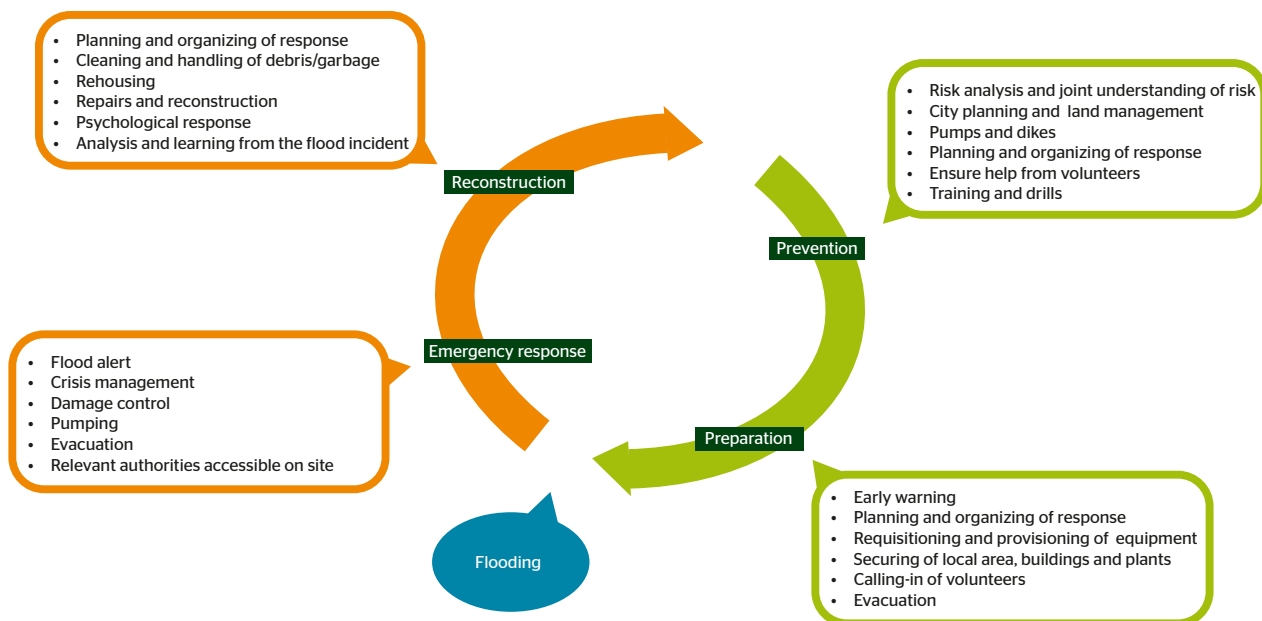 • Planning and organizing of response
• Cleaning and handling of debris/garbage
• Rehousing
• Repairs and reconstruction
• Psychological response
• Analysis and learning from the flood incident
Reconstruction
• Risk analysis and joint understanding of risk
• City planning and land management
• Pumps and dikes
• Planning and organizing of response
• Ensure help from volunteers
• Training and drills
Prevention
• Flood alert
• Crisis management
• Damage control
• Pumping
• Evacuation
• Relevant authorities accessible on site
Emergency response
Preparation
• Early warning
• Planning and organizing of response
• Requisitioning and provisioning of equipment
• Securing of local area, buildings and plants
• Calling-in of volunteers
• Evacuation
Flooding